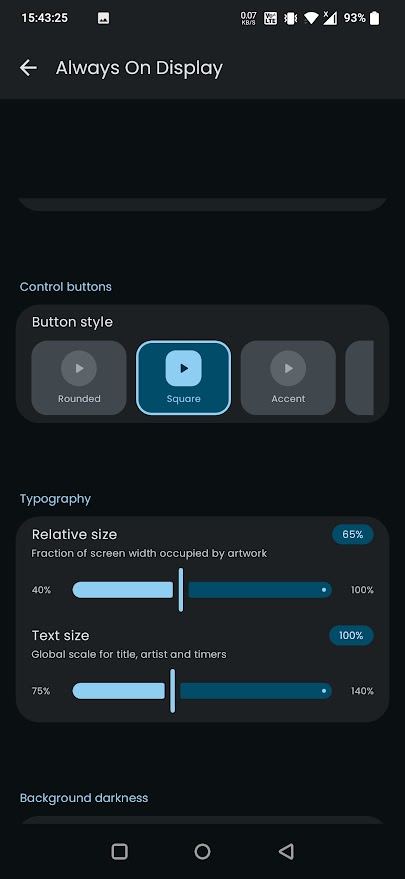 15:43:25
0.07
KB/S
Vo
LTE
X
93%
Always On Display
Control buttons
Button style
Rounded
Square
Accent
Typography
Relative size
65%
Fraction of screen width occupied by artwork
40%
100%
Text size
100%
Global scale for title, artist and timers
75%
140%
Background darkness